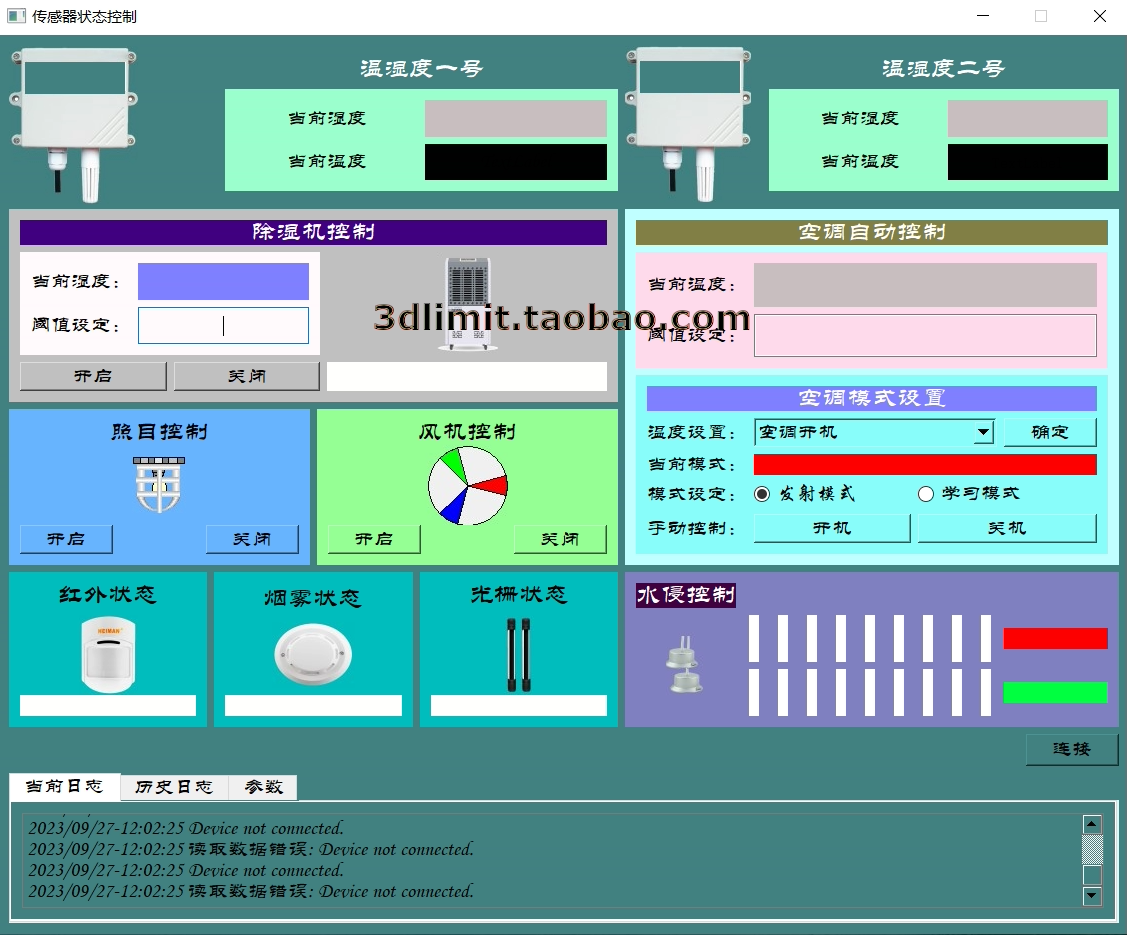 传感器状态控制
温湿度一号
温湿度二号
当前湿度
当前温度
当前湿度
当前温度
除湿机控制
当前湿度：
阈值设定：
开启
关闭
空调自动控制
当前温度：
阈值设定：
3dlimit.taobao.com
空调模式设置
温度设置：
空调开机
确定
当前模式：
模式设定：
发射模式
学习模式
手动控制：
开机
关机
照目控制
开启
关闭
风机控制
开启
关闭
红外状态
HEIMAN
烟雾状态
光栅状态
水侵控制
连接
当前日志
历史日志
参数
2023/09/27-12:02:25 Device not connected.
2023/09/27-12:02:25 读取数据错误: Device not connected.
2023/09/27-12:02:25 Device not connected.
2023/09/27-12:02:25 读取数据错误: Device not connected.